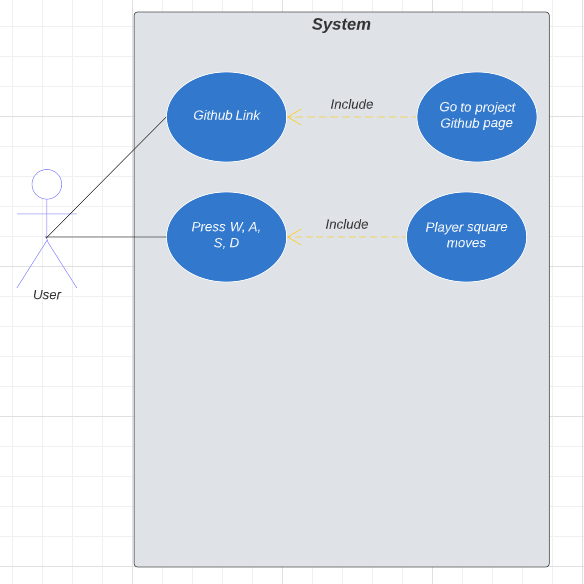 System
Github Link
Include
Go to project
Github page
Press W, A,
S, D
Include
Player square
moves
User